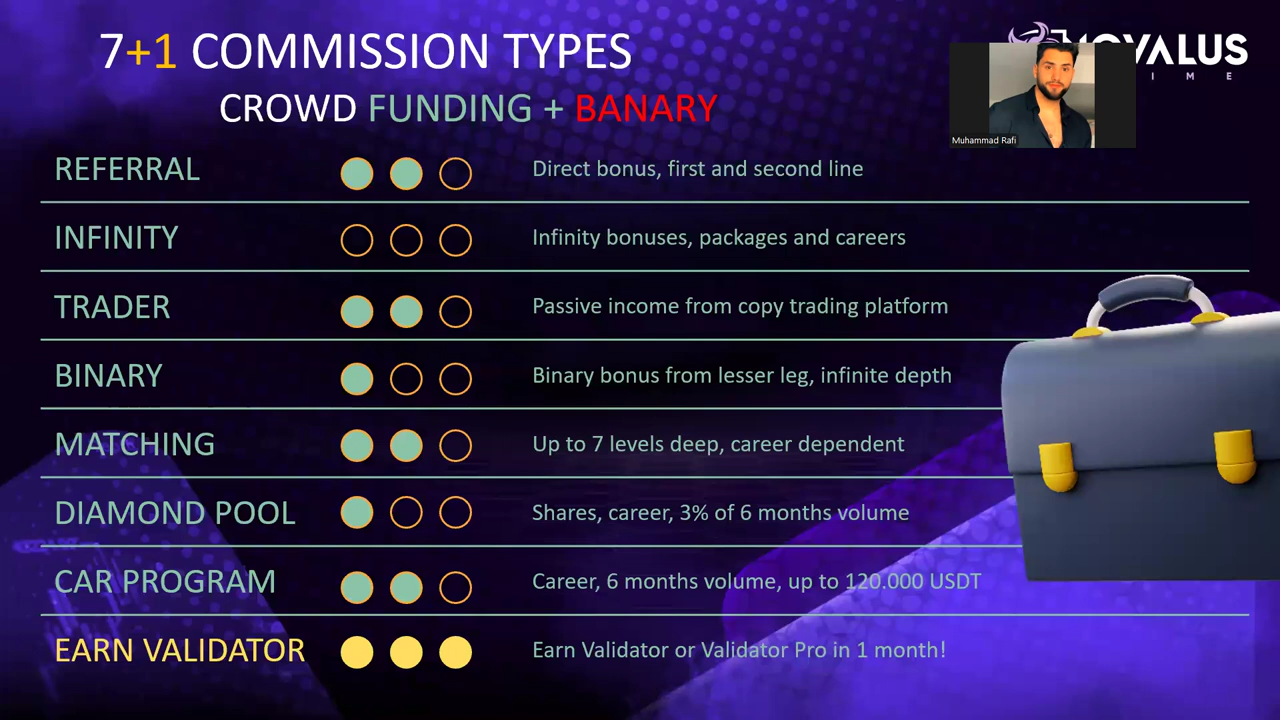 7+1 COMMISSION TYPES
CROWD FUNDING + BANARY
OVALUS
IME
Muhammad Rafi
REFERRAL Direct bonus, first and second line
INFINITY Infinity bonuses, packages and careers
TRADER Passive income from copy trading platform
BINARY Binary bonus from lesser leg, infinite depth
MATCHING Up to 7 levels deep, career dependent
DIAMOND POOL Shares, career, 3% of 6 months volume
CAR PROGRAM Career, 6 months volume, up to 120.000 USDT
EARN VALIDATOR Earn Validator or Validator Pro in 1 month!